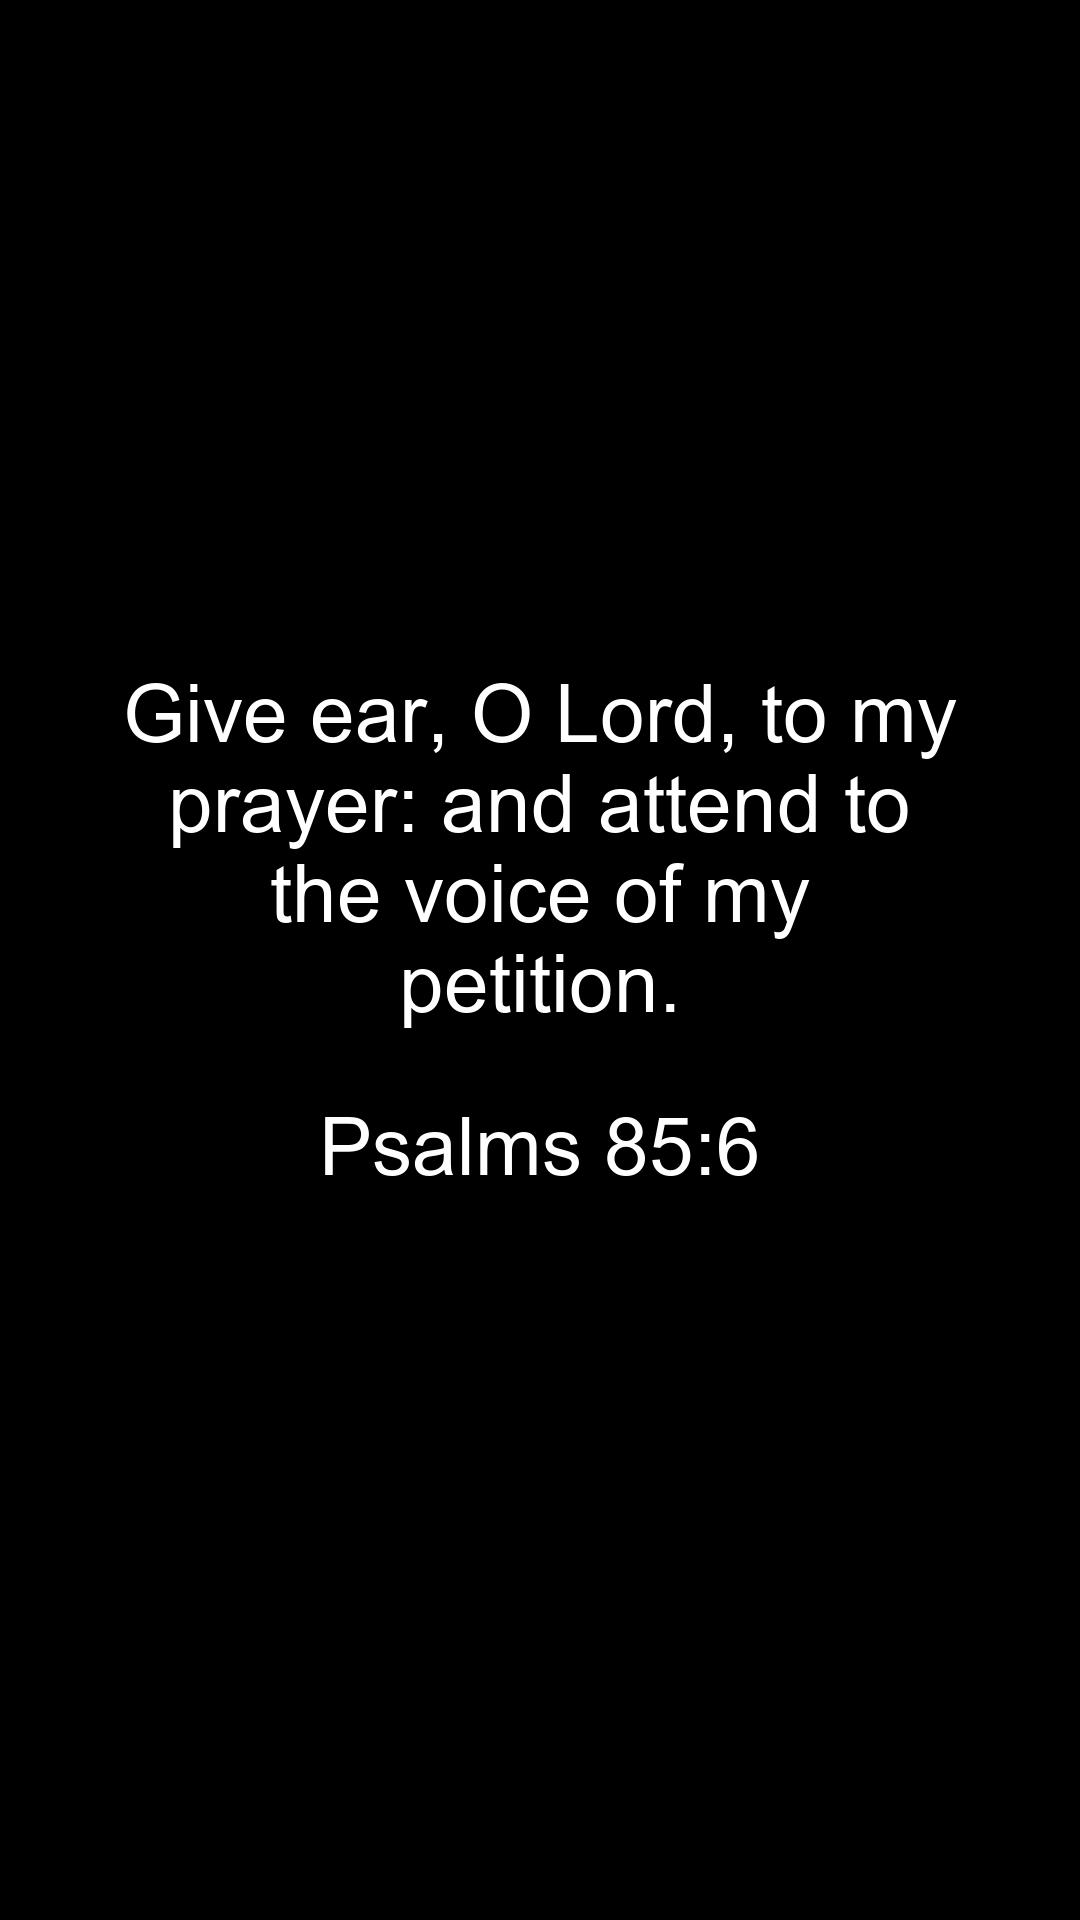 Give ear, O Lord, to my
prayer: and attend to
the voice of my
petition.
Psalms 85:6